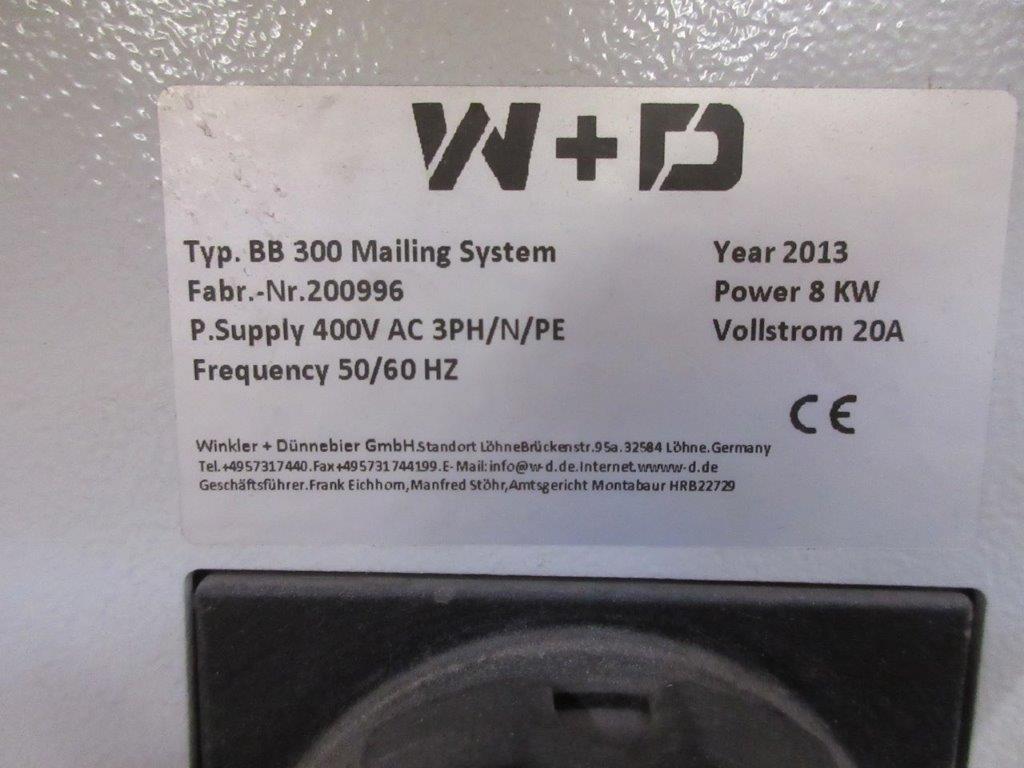 W+D
Typ. BB 300 Mailing System
Fabr.-Nr.200996
P.Supply 400V AC 3PH/N/PE
Frequency 50/60 HZ
Year 2013
Power 8 KW
Vollstrom 20A
CE
Winkler + Dünnebier GmbH.Standort LöhneBrückenstr.95a.32584 Löhne.Germany
Tel.+4957317440.Fax+495731744199.E-Mail:info@w-d.de.Internet.wwww-d.de
Geschäftsführer.Frank Eichhorn,Manfred Stöhr,Amtsgericht Montabaur HRB22729